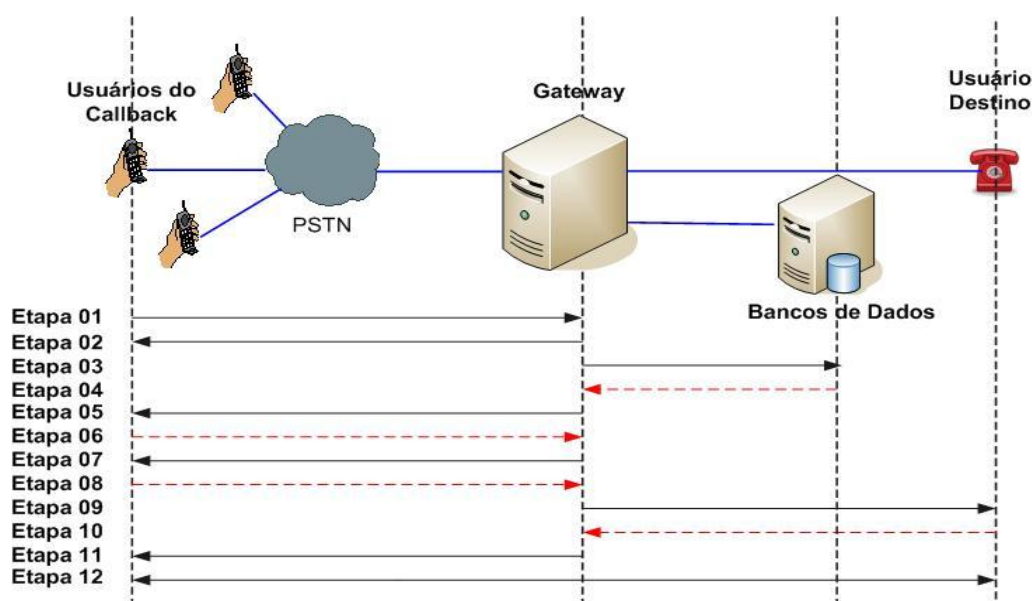 Usuários do
Callback
Gateway
Usuário
Destino
PSTN
Bancos de Dados
Etapa 01
Etapa 02
Etapa 03
Etapa 04
Etapa 05
Etapa 06
Etapa 07
Etapa 08
Etapa 09
Etapa 10
Etapa 11
Etapa 12